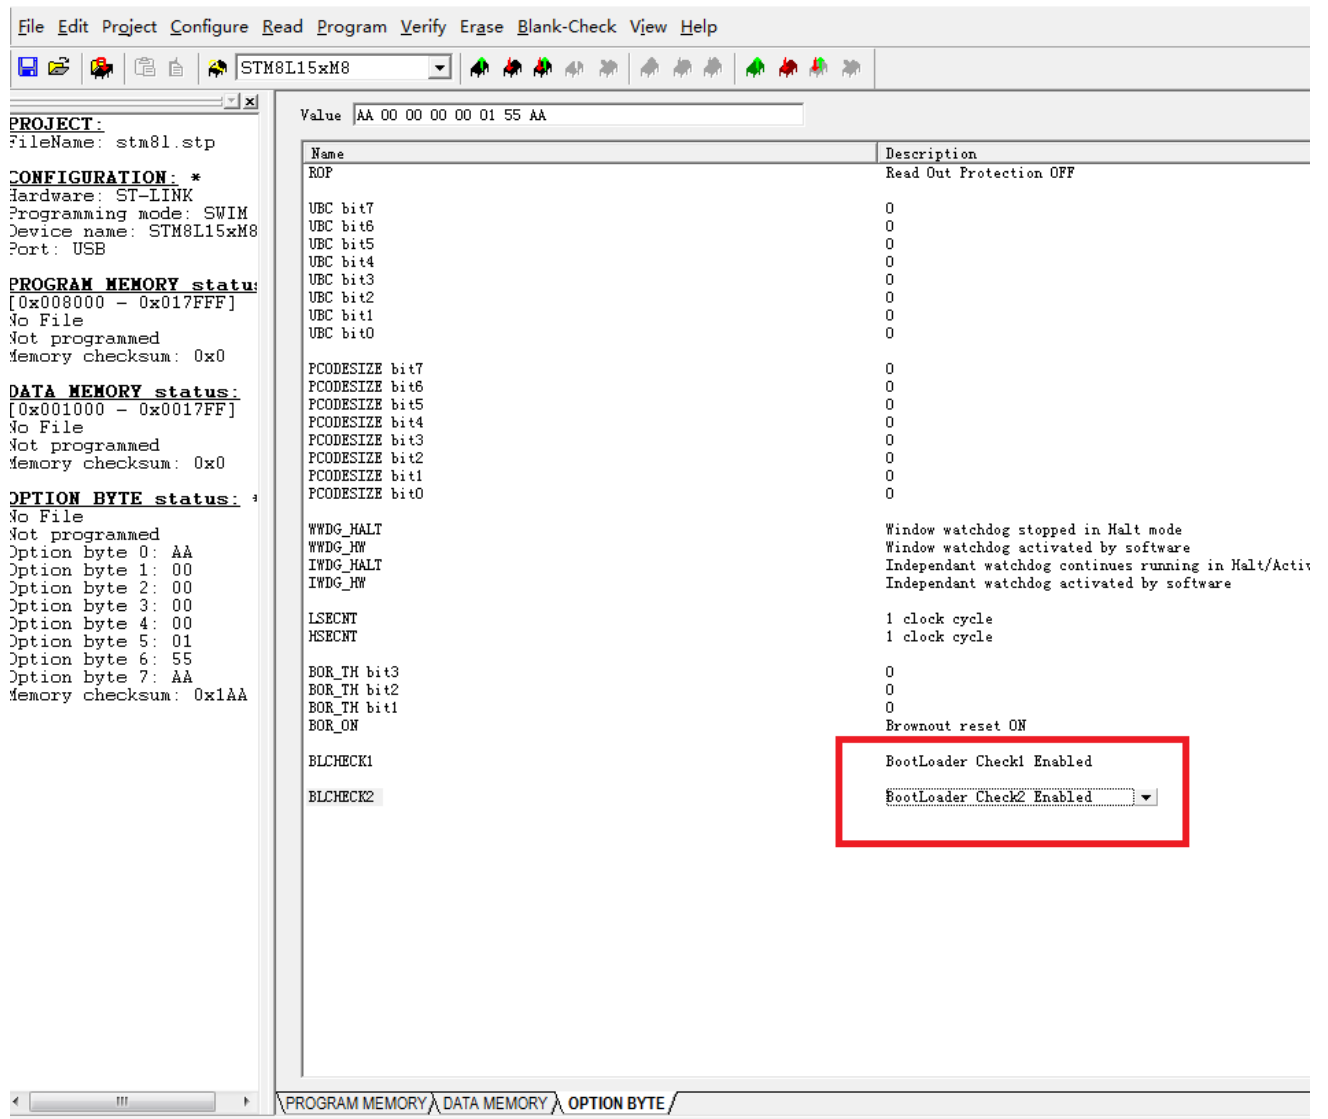 File Edit Project Configure Read Program Verify Erase Blank-Check View Help
STM8L15xM8
PROJECT:
FileName: stm8l.stp
CONFIGURATION: *
Hardware: ST-LINK
Programming mode: SWIM
Device name: STM8L15xM8
Port: USB
PROGRAM MEMORY statu
[0x008000 - 0x017FFF]
No File
Not programmed
Memory checksum: 0x0
DATA MEMORY status:
[0x001000 - 0x0017FF]
No File
Not programmed
Memory checksum: 0x0
OPTION BYTE status: *
No File
Not programmed
Option byte 0: AA
Option byte 1: 00
Option byte 2: 00
Option byte 3: 00
Option byte 4: 00
Option byte 5: 01
Option byte 6: 55
Option byte 7: AA
Memory checksum: 0x1AA
Value AA 00 00 00 00 01 55 AA
Name Description
ROP Read Out Protection OFF
UBC bit7 0
UBC bit6 0
UBC bit5 0
UBC bit4 0
UBC bit3 0
UBC bit2 0
UBC bit1 0
UBC bit0 0
PCODESIZE bit7 0
PCODESIZE bit6 0
PCODESIZE bit5 0
PCODESIZE bit4 0
PCODESIZE bit3 0
PCODESIZE bit2 0
PCODESIZE bit1 0
PCODESIZE bit0 0
WWDG_HALT Window watchdog stopped in Halt mode
WWDG_HW Window watchdog activated by software
IWDG_HALT Independant watchdog continues running in Halt/Activ
IWDG_HW Independant watchdog activated by software
LSECNT 1 clock cycle
HSECNT 1 clock cycle
BOR_TH bit3 0
BOR_TH bit2 0
BOR_TH bit1 0
BOR_ON Brownout reset ON
BLCHECK1 BootLoader Check1 Enabled
BLCHECK2 BootLoader Check2 Enabled
PROGRAM MEMORY DATA MEMORY OPTION BYTE